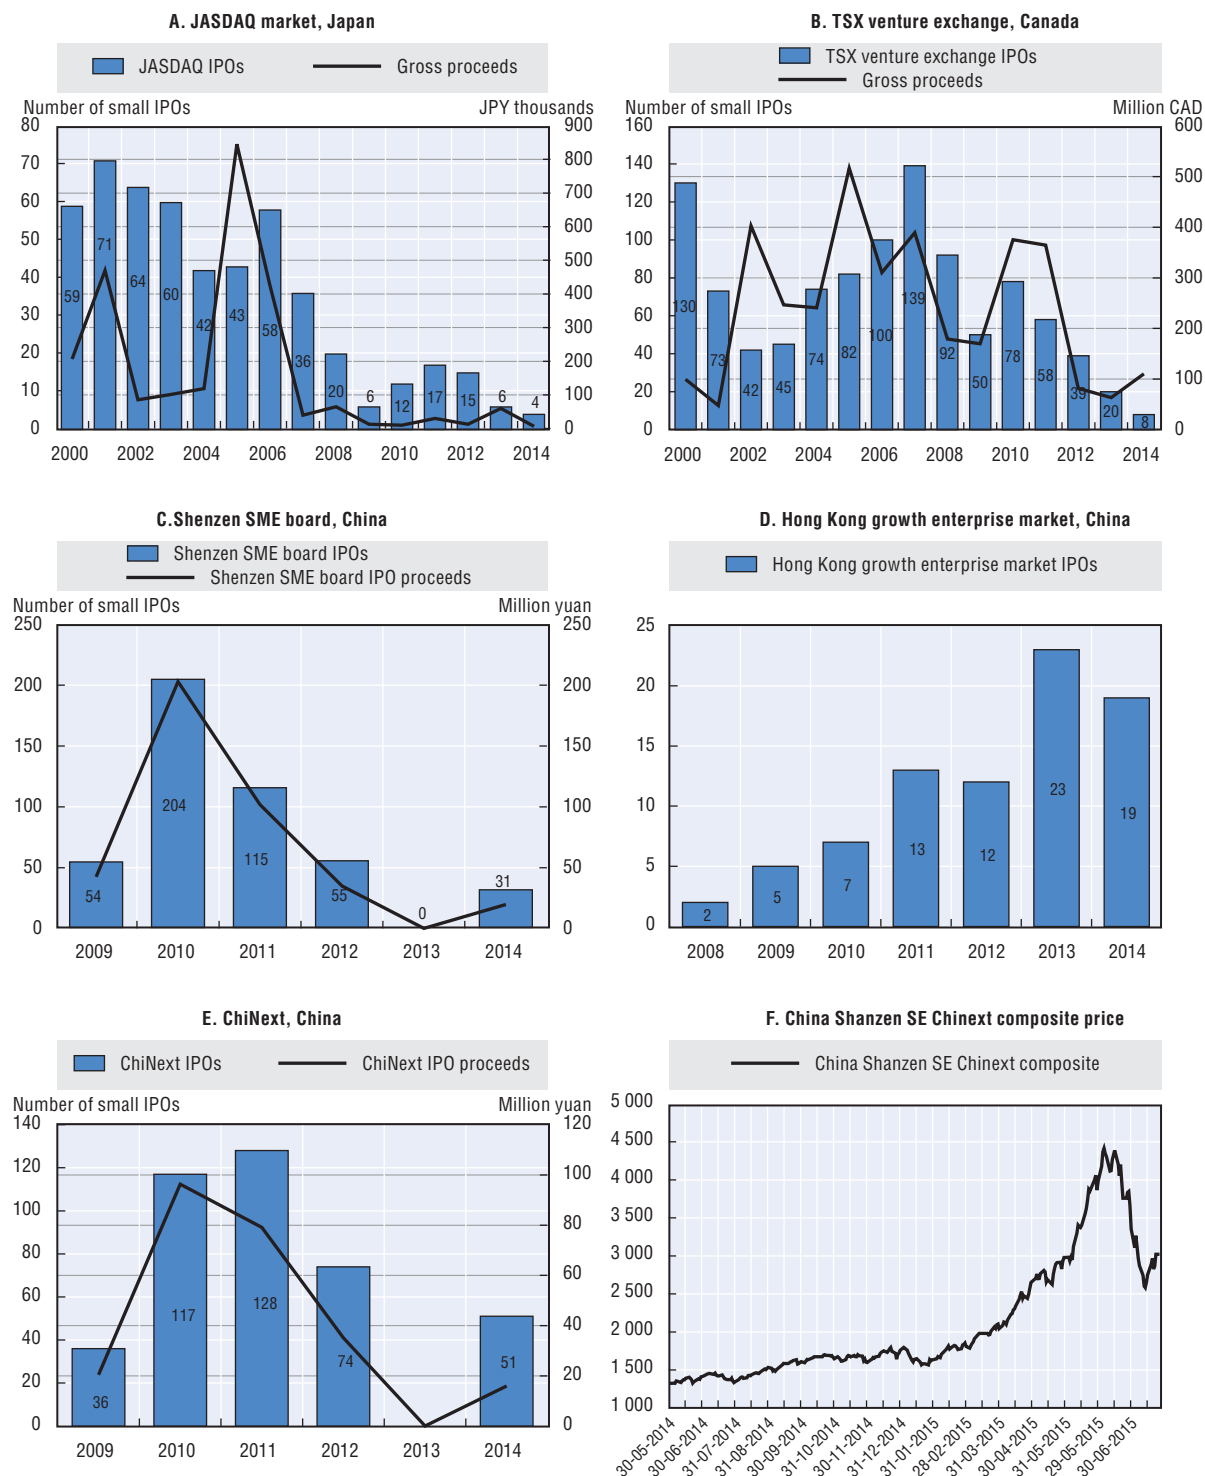 A. JASDAQ market, Japan
JASDAQ IPOs Gross proceeds
Number of small IPOs JPY thousands
80 900
70 800
60 700
50 600
40 500
30 400
20 300
10 200
0 100
0
59 71 64 60 42 43 58 36 20 6 12 17 15 6 4
2000 2002 2004 2006 2008 2010 2012 2014
B. TSX venture exchange, Canada
TSX venture exchange IPOs
Gross proceeds
Number of small IPOs Million CAD
160 600
140 500
120 400
100 300
80 200
60 100
40 0
20
0
130 73 42 45 74 82 100 139 92 50 78 58 39 20 8
2000 2002 2004 2006 2008 2010 2012 2014
C.Shenzen SME board, China
Shenzen SME board IPOs
Shenzen SME board IPO proceeds
Number of small IPOs Million yuan
250 250
200 200
150 150
100 100
50 50
0 0
54 204 115 55 0 31
2009 2010 2011 2012 2013 2014
D. Hong Kong growth enterprise market, China
Hong Kong growth enterprise market IPOs
25
20
15
10
5
0
2 5 7 13 12 23 19
2008 2009 2010 2011 2012 2013 2014
E. ChiNext, China
ChiNext IPOs ChiNext IPO proceeds
Number of small IPOs Million yuan
140 120
120 100
100 80
80 60
60 40
40 20
20 0
0
36 117 128 74 51
2009 2010 2011 2012 2013 2014
F. China Shanzen SE Chinext composite price
China Shanzen SE Chinext composite
5 000
4 500
4 000
3 500
3 000
2 500
2 000
1 500
1 000
30-05-2014 30-06-2014 31-07-2014 31-08-2014 30-09-2014 31-10-2014 30-11-2014 31-12-2014 31-01-2015 28-02-2015 31-03-2015 30-04-2015 31-05-2015 29-05-2015 30-06-2015